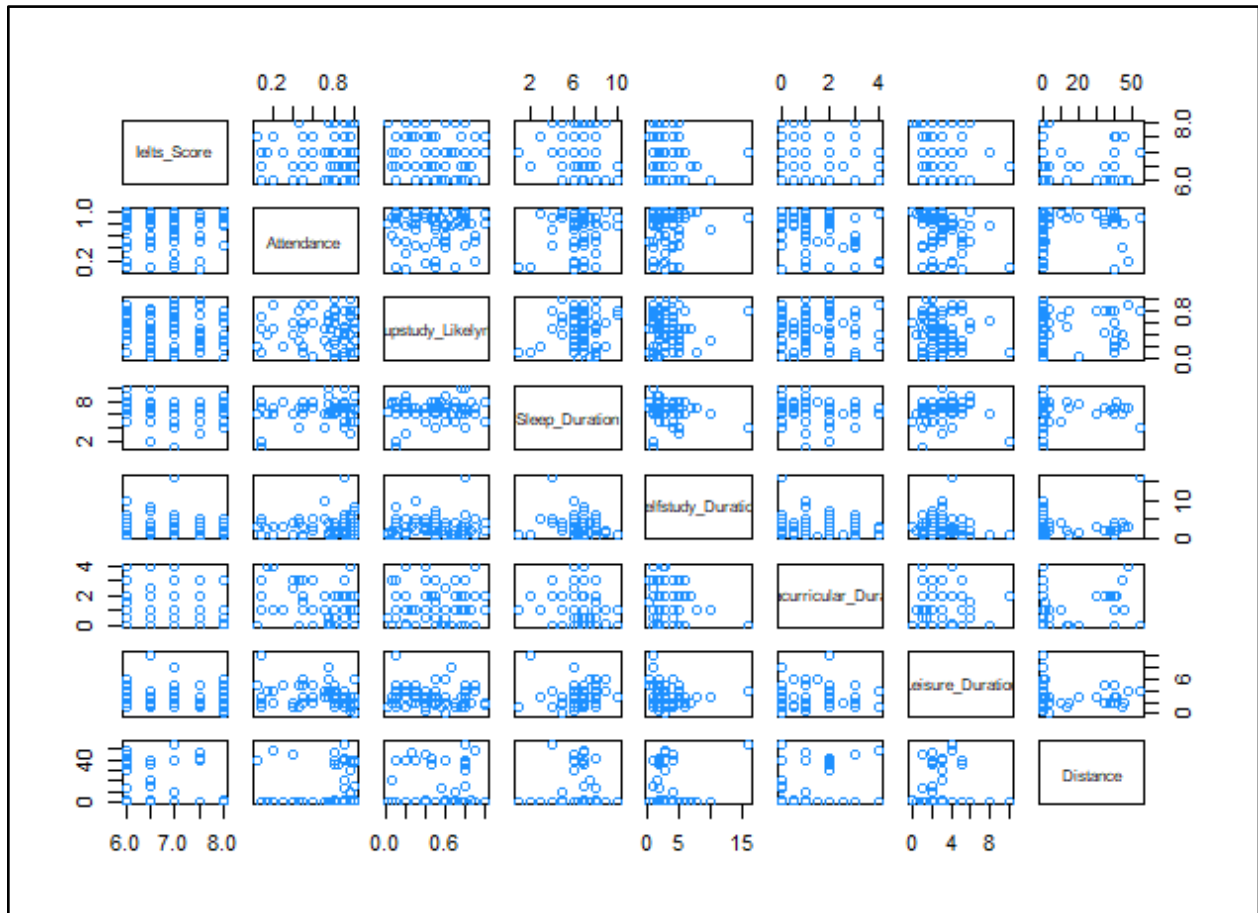 0.2 0.8 2 6 10 0 2 4 0 20 50
Ielts_Score 6.0 8.0
0.2 1.0 Attendance
upstudy_Likelyn 0.0 0.8
2 8 Sleep_Duration
elfstudy_Duratio 0 10
0 2 4 curricular_Dura
Leisure_Duration 0 6
0 40 Distance
6.0 7.0 8.0 0.0 0.6 0 5 15 0 4 8